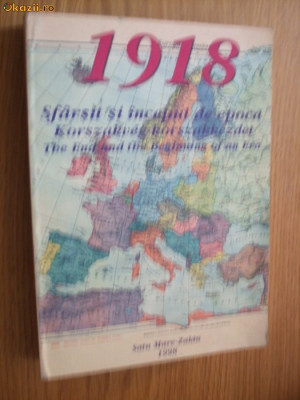 Okazii.ro
1918
Sfârşit şi început de epocă
Korszakvég - korszakkezdet
The End and the Beginning of an Era
Satu Mare-Zalău
1998